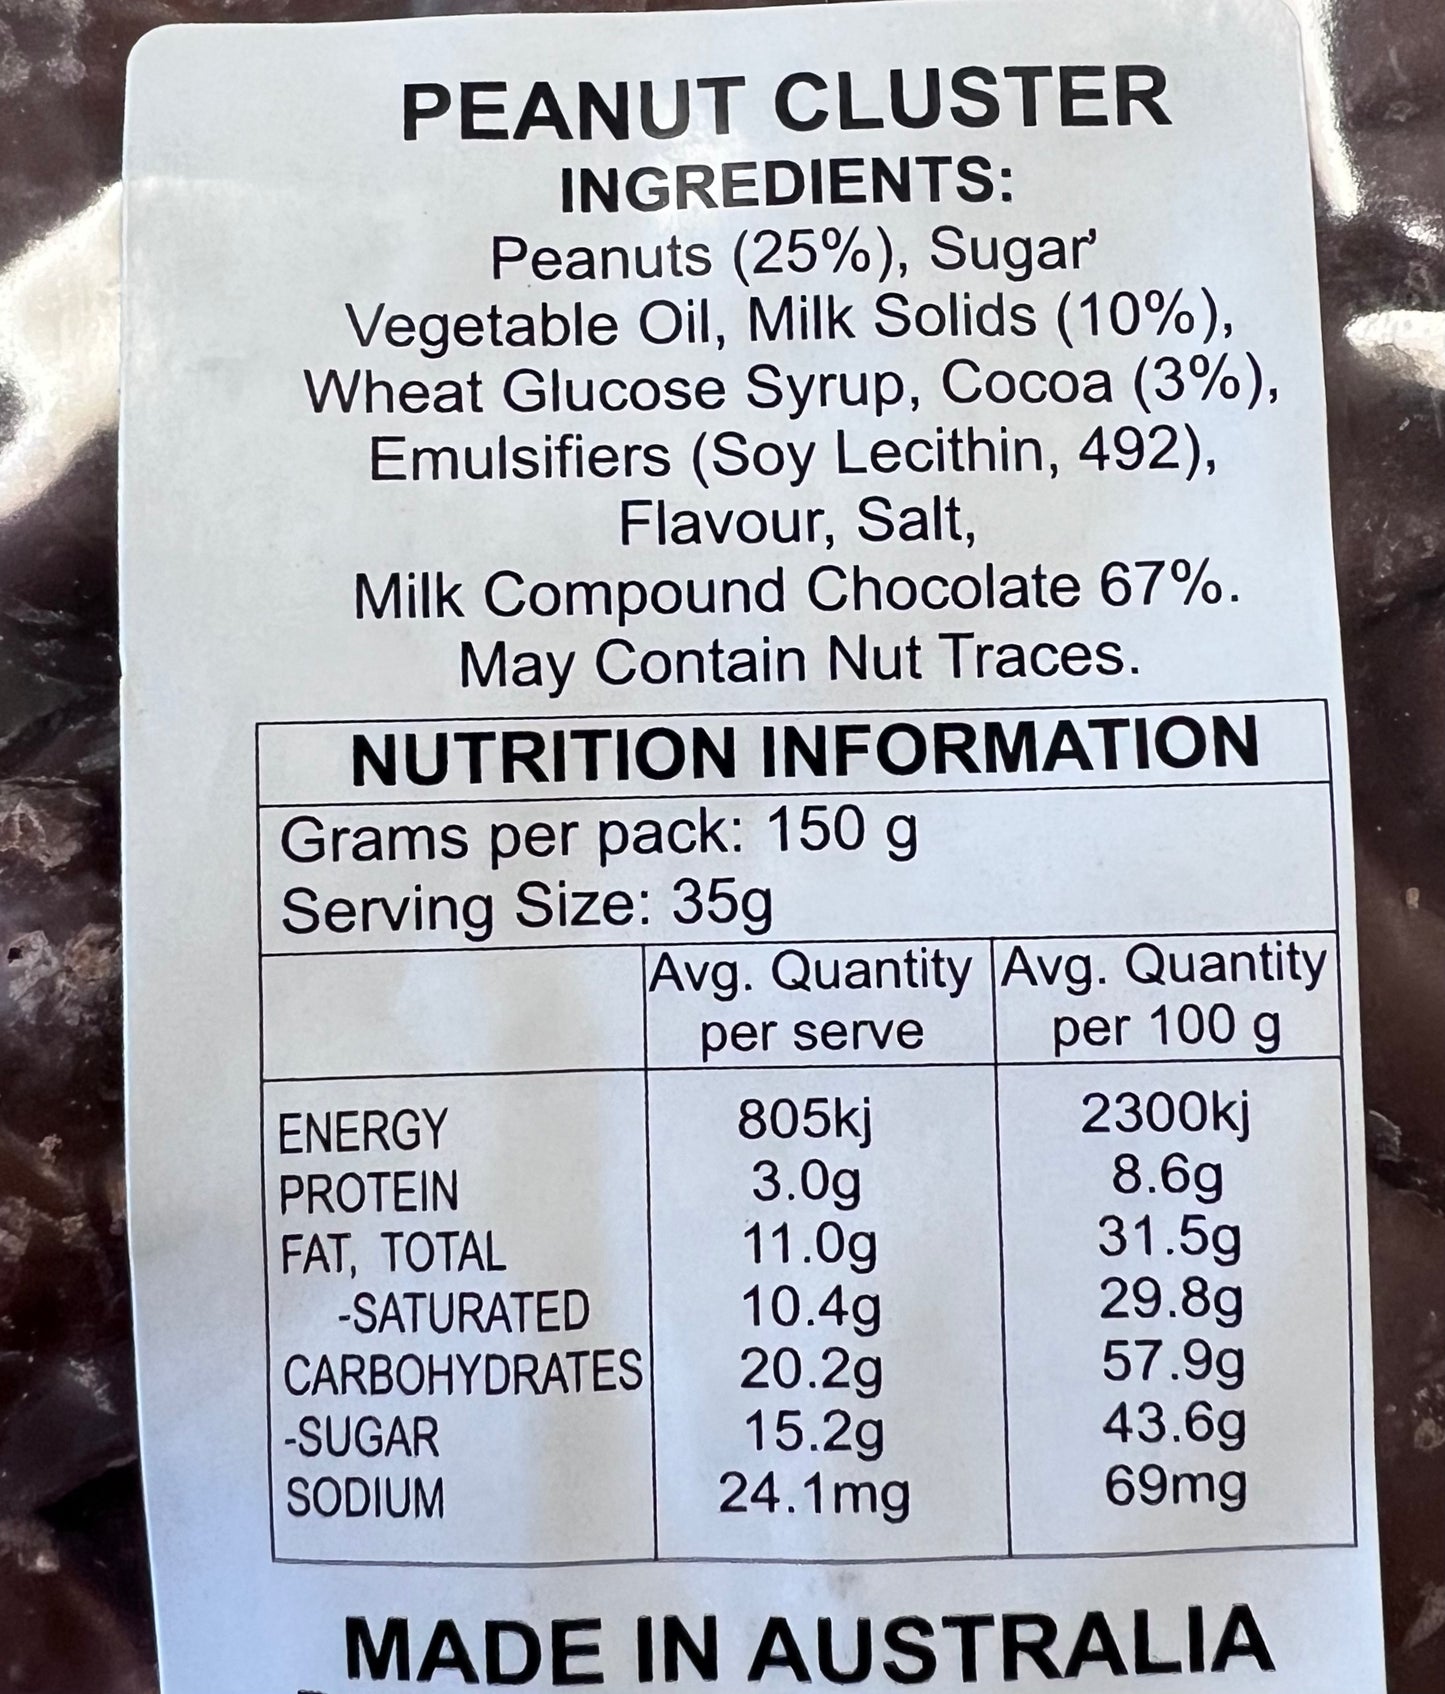 PEANUT CLUSTER
INGREDIENTS:
Peanuts (25%), Sugar’
Vegetable Oil, Milk Solids (10%),
Wheat Glucose Syrup, Cocoa (3%),
Emulsifiers (Soy Lecithin, 492),
Flavour, Salt,
Milk Compound Chocolate 67%.
May Contain Nut Traces.
NUTRITION INFORMATION
Grams per pack: 150 g
Serving Size: 35g
Avg. Quantity Avg. Quantity
per serve per 100 g
ENERGY 805kj 2300kj
PROTEIN 3.0g 8.6g
FAT, TOTAL 11.0g 31.5g
-SATURATED 10.4g 29.8g
CARBOHYDRATES 20.2g 57.9g
-SUGAR 15.2g 43.6g
SODIUM 24.1mg 69mg
MADE IN AUSTRALIA